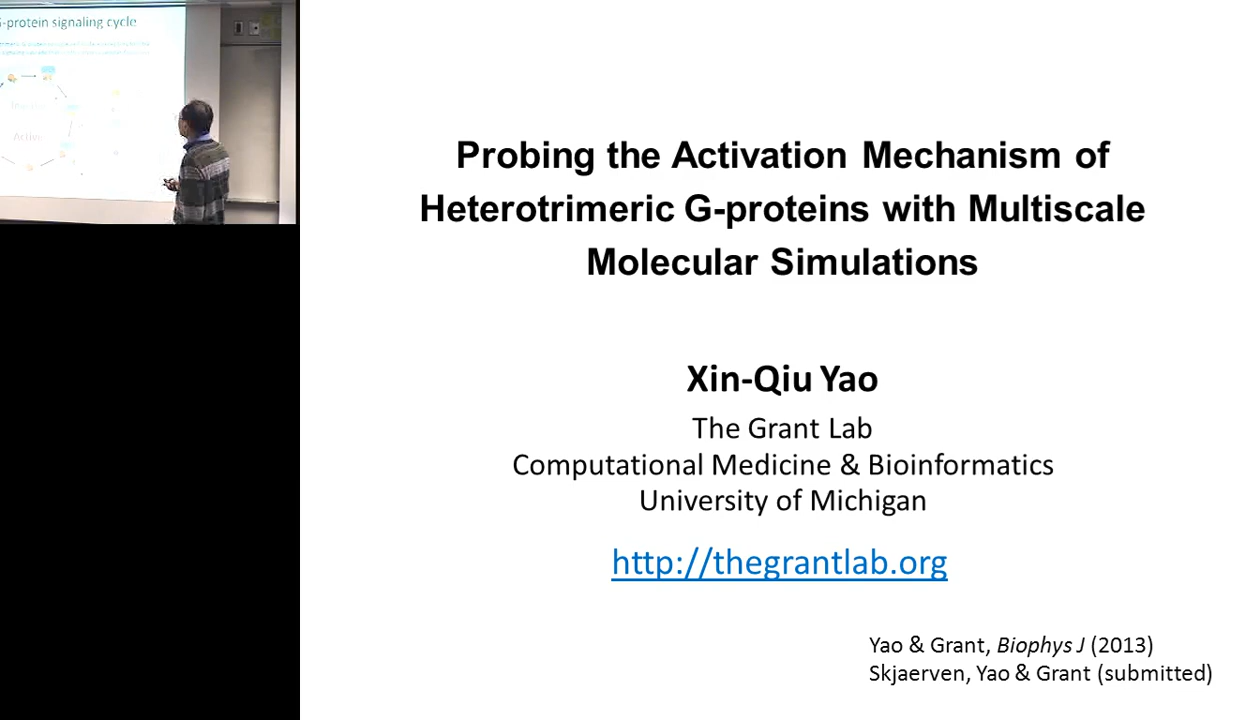 G-protein signaling cycle
Active
Probing the Activation Mechanism of
Heterotrimeric G-proteins with Multiscale
Molecular Simulations
Xin-Qiu Yao
The Grant Lab
Computational Medicine & Bioinformatics
University of Michigan
http://thegrantlab.org
Yao & Grant, Biophys J (2013)
Skjaerven, Yao & Grant (submitted)